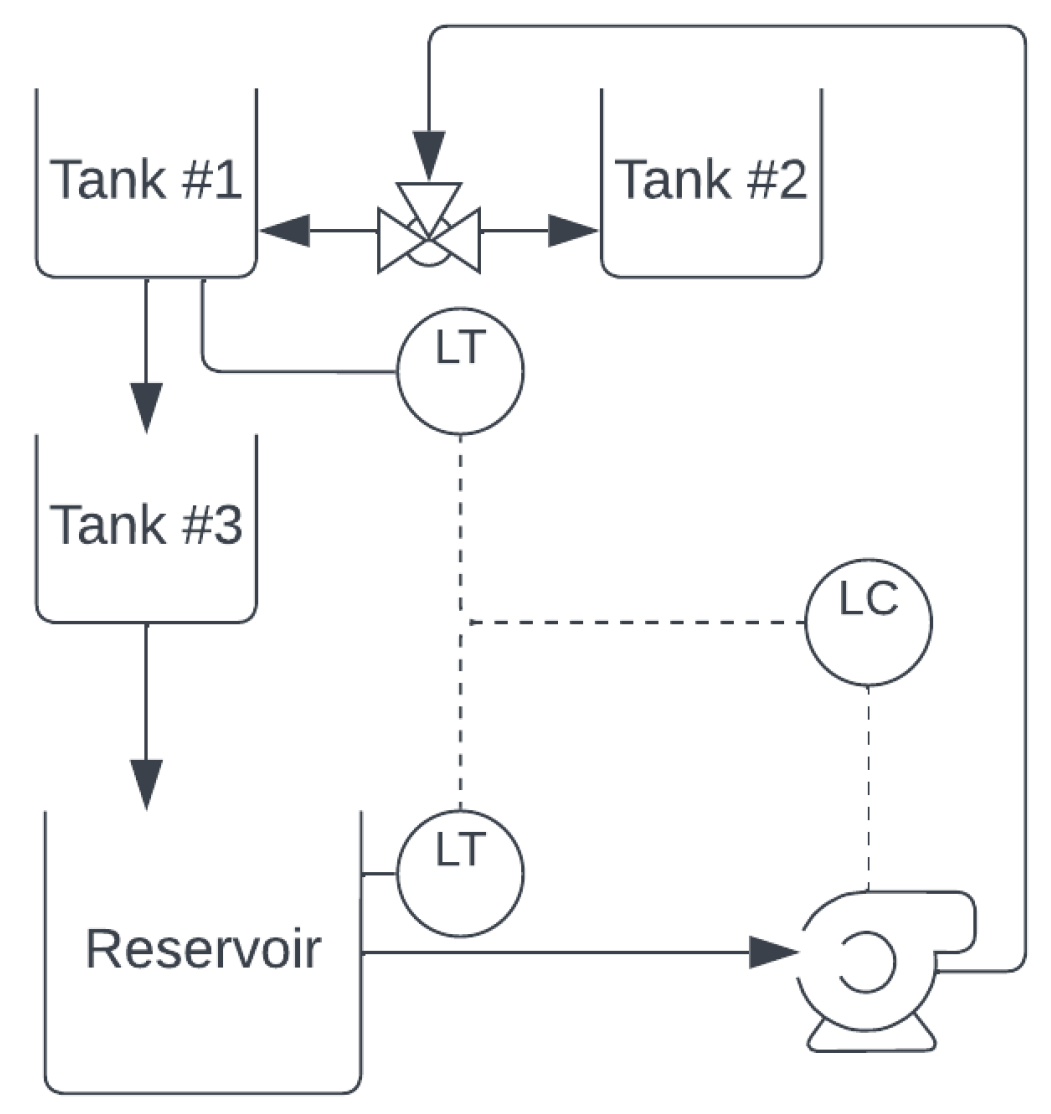 Tank #1
Tank #2
LT
Tank #3
LC
LT
Reservoir